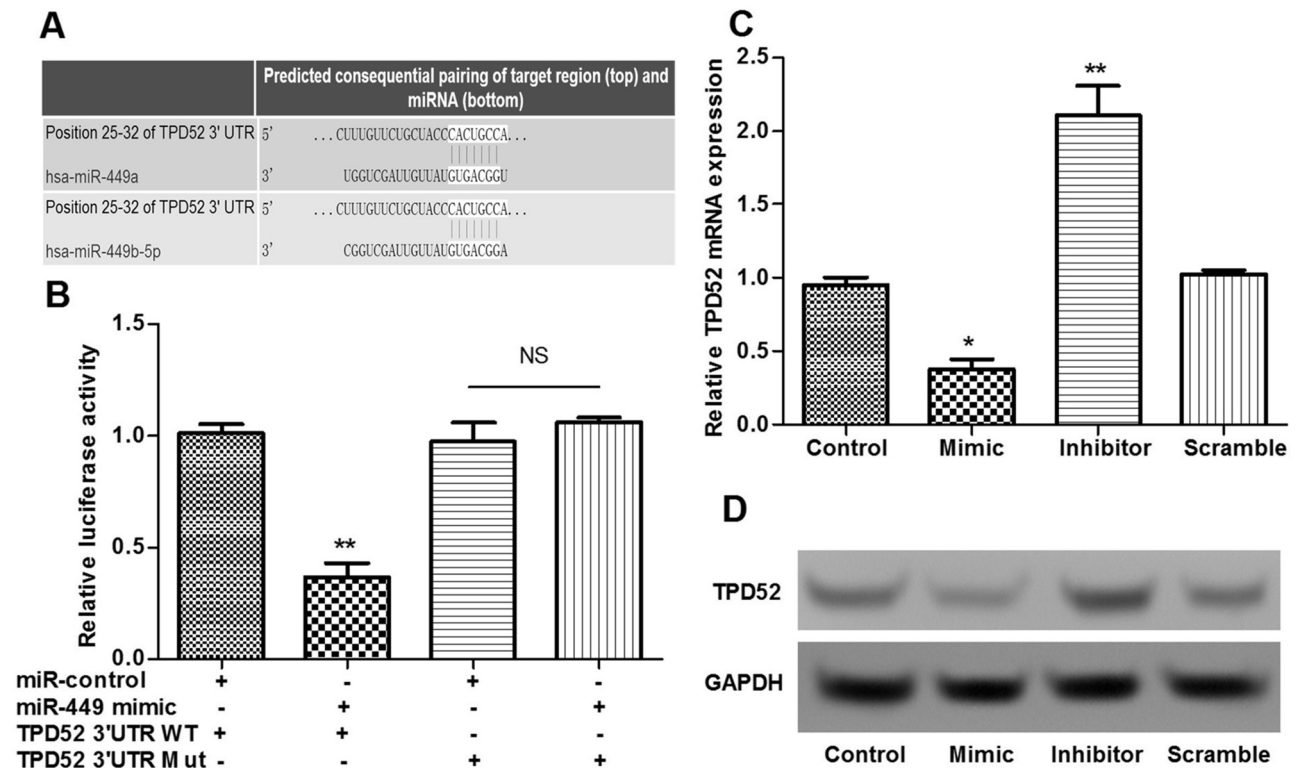 A
Predicted consequential pairing of target region (top) and
miRNA (bottom)
Position 25-32 of TPD52 3' UTR 5' ...CUUUGUUCUGCUACCCACUGCCA...
hsa-miR-449a 3' UGGUCGAUUGUUAUGUGACGGU
Position 25-32 of TPD52 3' UTR 5' ...CUUUGUUCUGCUACCCACUGCCA...
hsa-miR-449b-5p 3' CGGUCGAUUGUUAUGUGACGGA
B
Relative luciferase activity
1.5
1.0
0.5
0.0
**
NS
miR-control + - + -
miR-449 mimic - + - +
TPD52 3'UTR WT + + - -
TPD52 3'UTR Mut - - + +
C
Relative TPD52 mRNA expression
2.5
2.0
1.5
1.0
0.5
0.0
*
**
Control Mimic Inhibitor Scramble
D
TPD52
GAPDH
Control Mimic Inhibitor Scramble